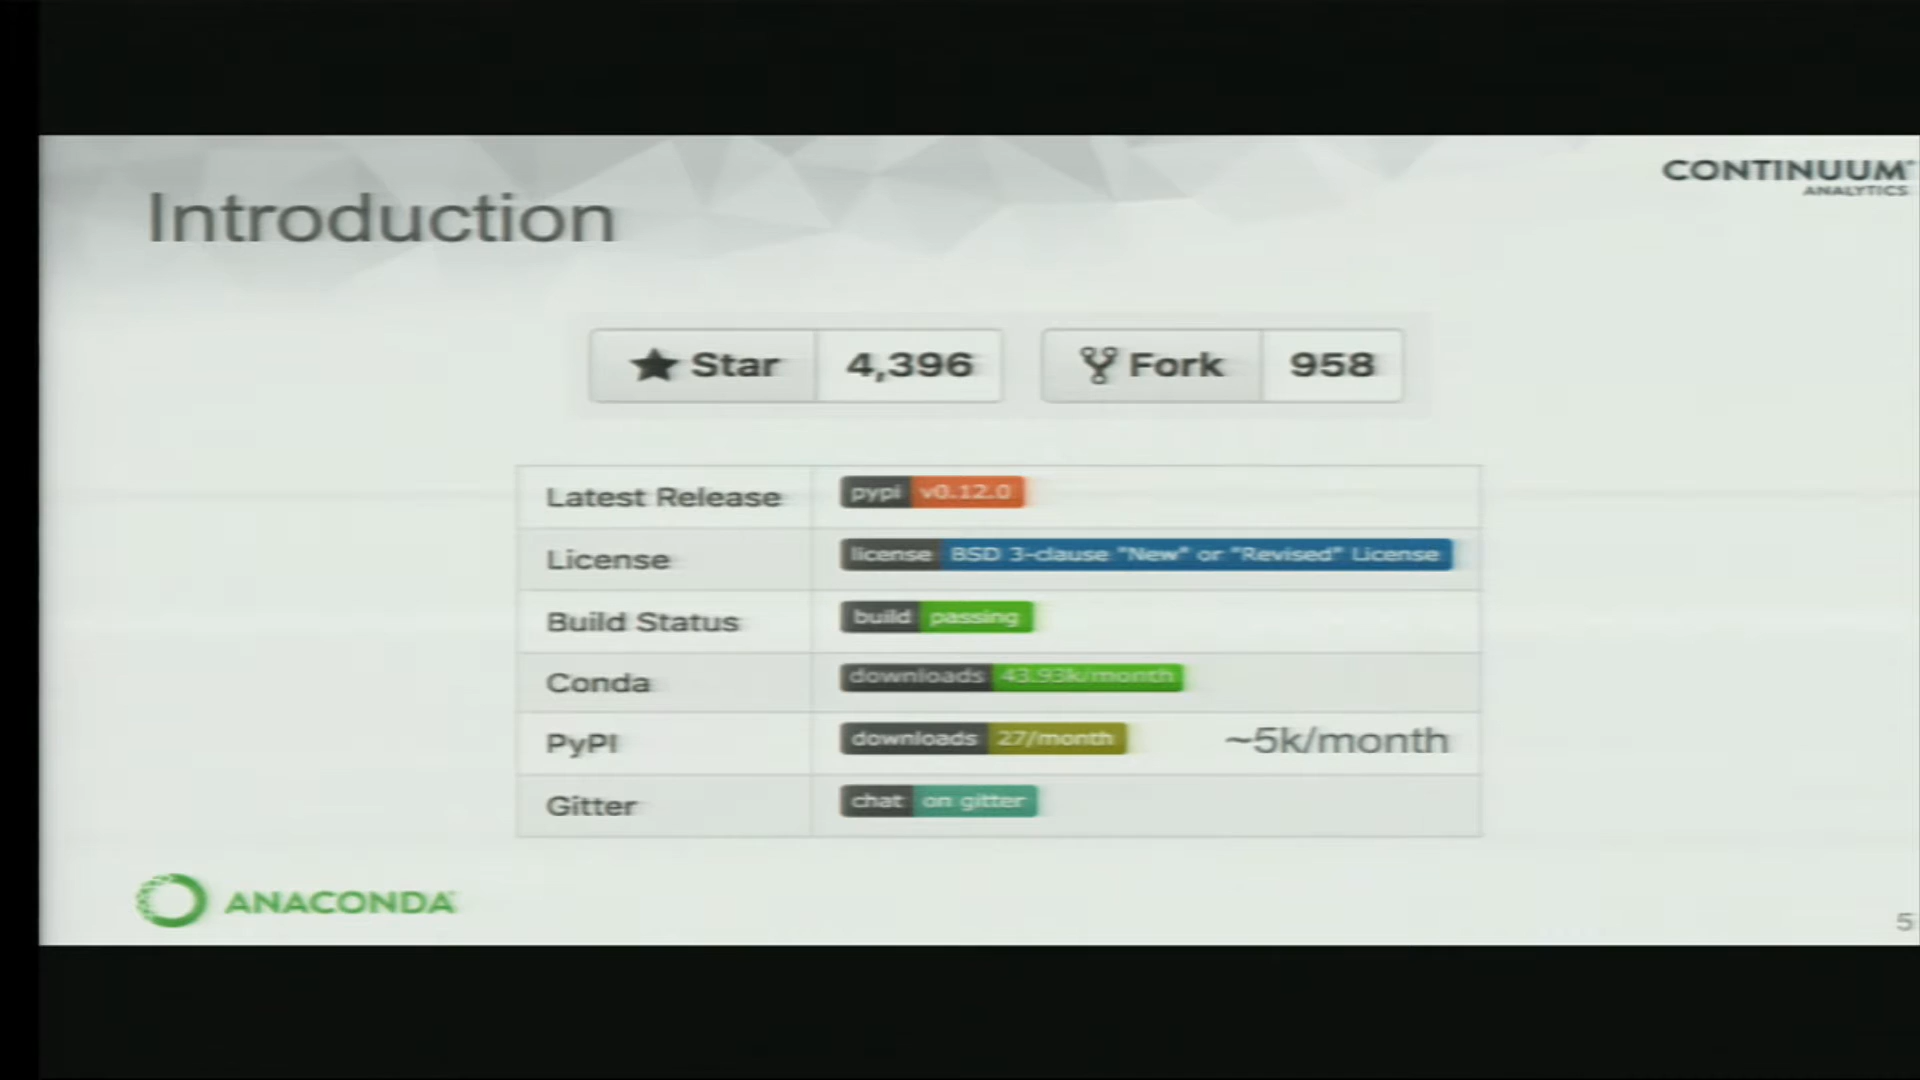 CONTINUUM
ANALYTICS
Introduction
Star 4,396 Fork 958
Latest Release pypi v0.12.0
License license BSD 3-clause "New" or "Revised" License
Build Status build passing
Conda downloads 43.93k/month
PyPI downloads 27/month ~5k/month
Gitter chat on gitter
ANACONDA
5